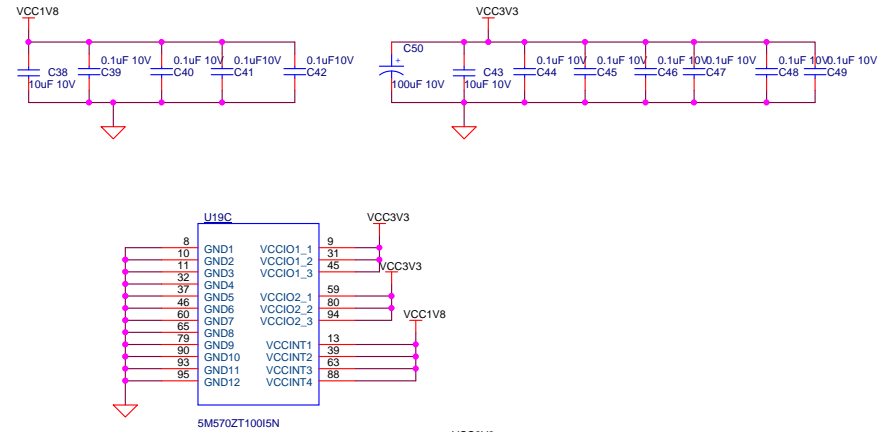 VCC1V8
VCC3V3
C50
0.1uF 10V 0.1uF 10V 0.1uF10V 0.1uF10V
0.1uF 10V 0.1uF 10V 0.1uF 10V 0.1uF 10V 0.1uF 10V 0.1uF 10V
C38 C39 C40 C41 C42
C43 C44 C45 C46 C47 C48 C49
10uF 10V
100uF 10V 10uF 10V
U19C
VCC3V3
8 GND1 VCCIO1_1 9
10 GND2 VCCIO1_2 31
11 GND3 VCCIO1_3 45
VCC3V3
32 GND4
37 GND5 VCCIO2_1 59
46 GND6 VCCIO2_2 80
60 GND7 VCCIO2_3 94
VCC1V8
65 GND8
79 GND9 VCCINT1 13
90 GND10 VCCINT2 39
93 GND11 VCCINT3 63
95 GND12 VCCINT4 88
5M570ZT100I5N